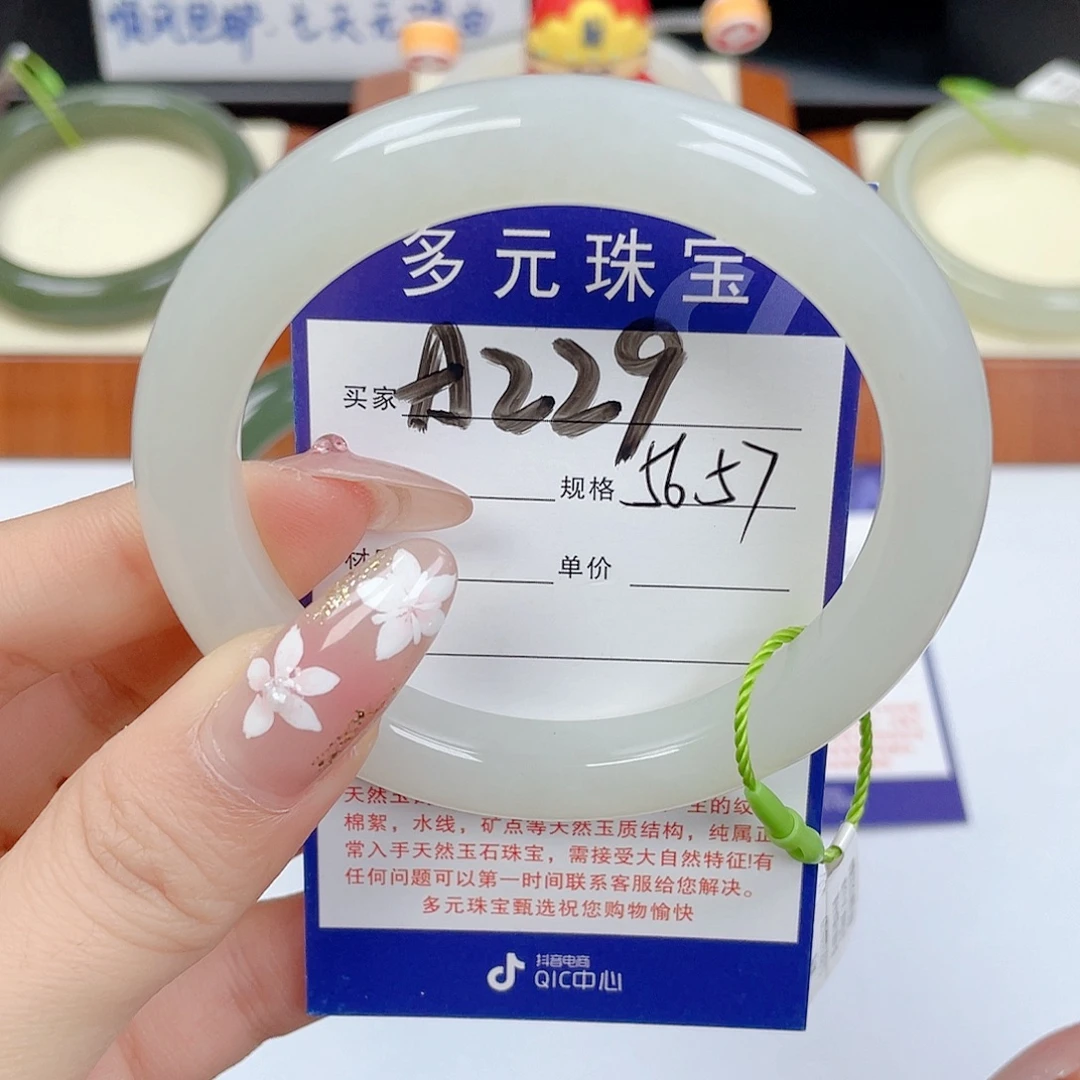 多元珠宝
买家 A229
规格 56.57
单价
棉絮，水线，矿点等天然玉质结构，纯属正
常入手天然玉石珠宝，需接受大自然特征!有
任何问题可以第一时间联系客服给您解决。
多元珠宝甄选祝您购物愉快
抖音电商
QIC中心